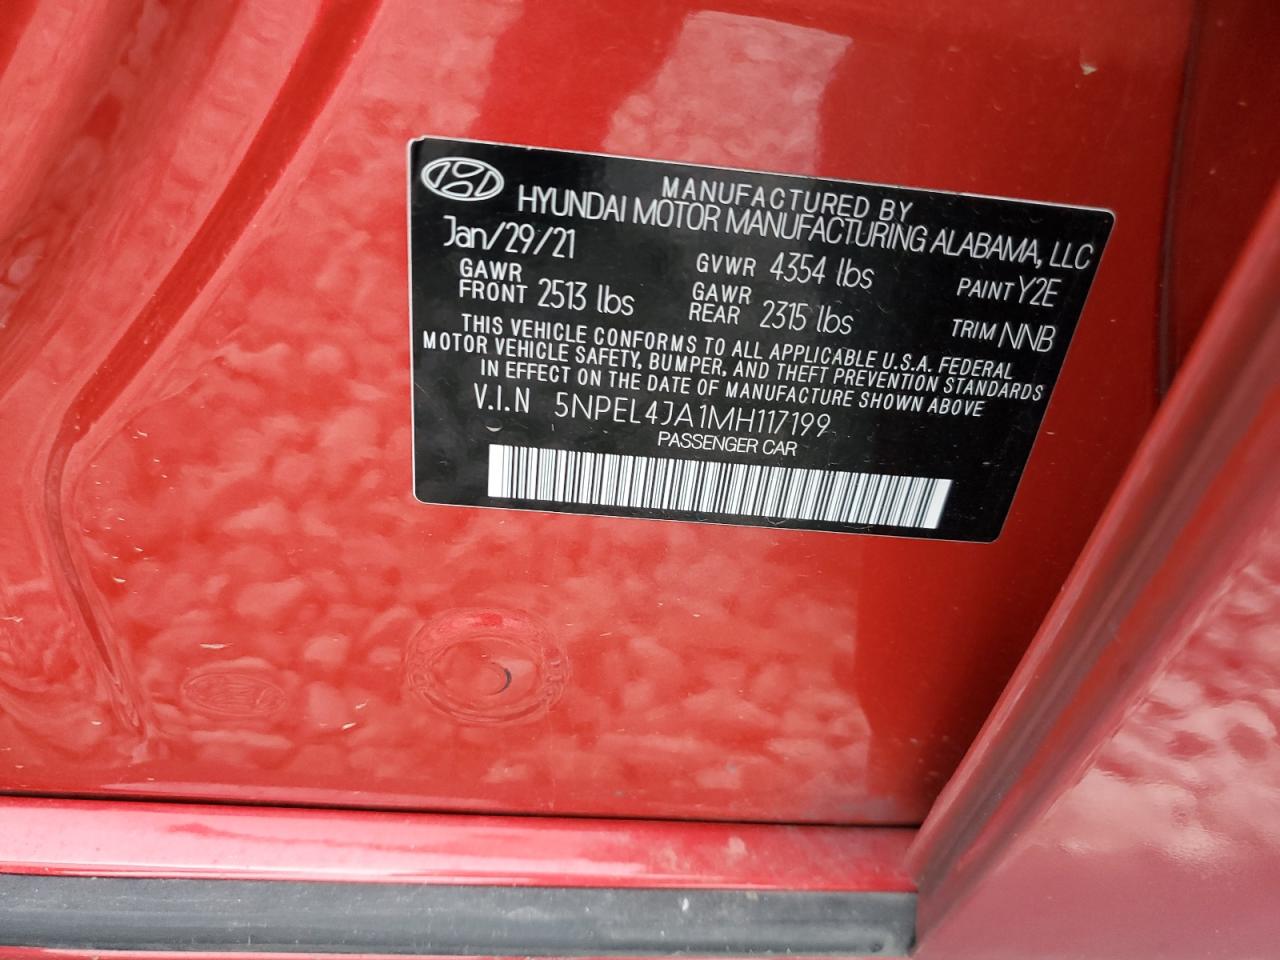 MANUFACTURED BY
HYUNDAI MOTOR MANUFACTURING ALABAMA, LLC
Jan/29/21
GVWR 4354 lbs
PAINT Y2E
GAWR FRONT 2513 lbs
GAWR REAR 2315 lbs
TRIM NNB
THIS VEHICLE CONFORMS TO ALL APPLICABLE U.S.A. FEDERAL
MOTOR VEHICLE SAFETY, BUMPER, AND THEFT PREVENTION STANDARDS
IN EFFECT ON THE DATE OF MANUFACTURE SHOWN ABOVE
V.I.N 5NPEL4JA1MH117199
PASSENGER CAR